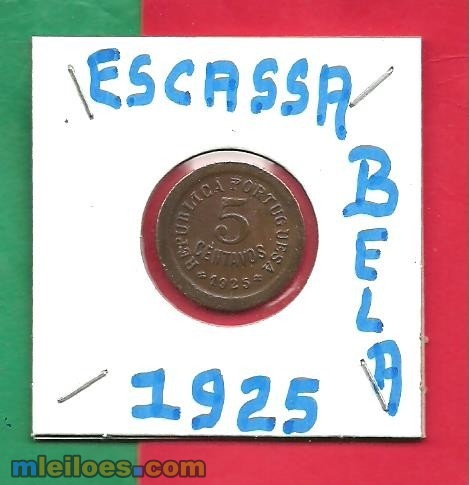 ESCASSA
BELA
REPUBLICA PORTUGUESA
5
CENTAVOS
*1925*
1925
mleiloes.com